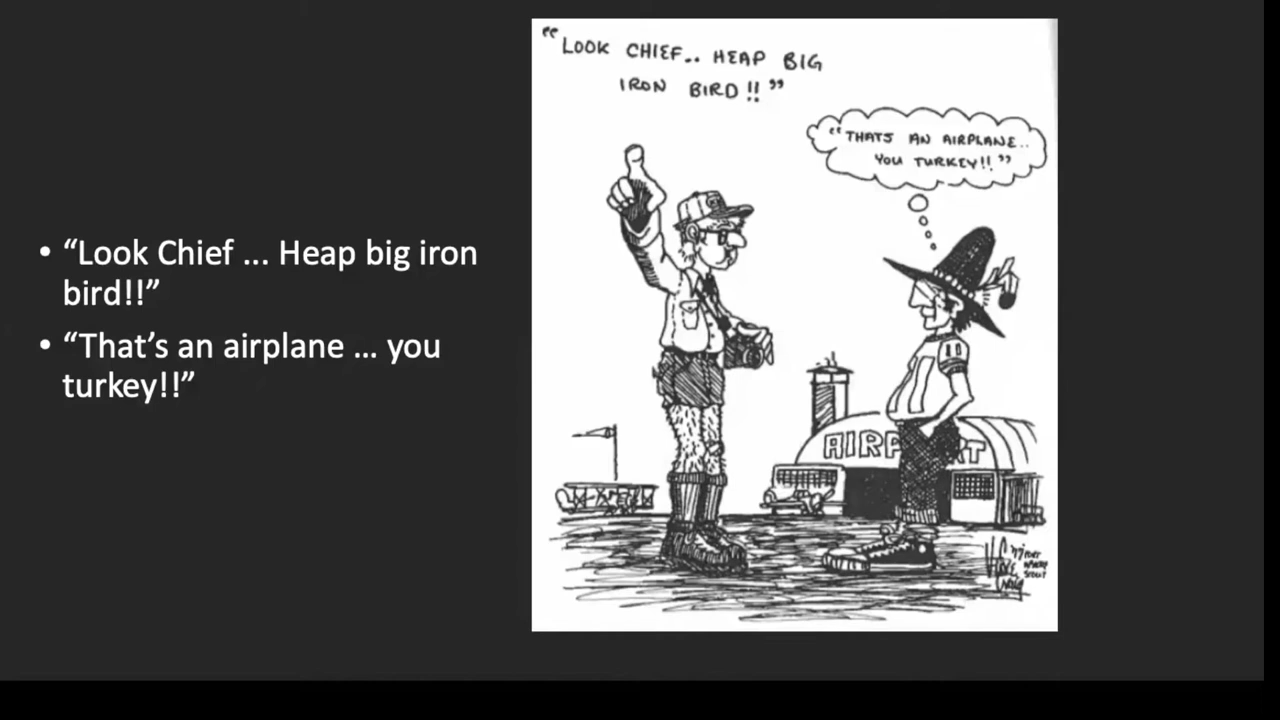 • “Look Chief ... Heap big iron
bird!!”
• “That’s an airplane ... you
turkey!!”
“LOOK CHIEF.. HEAP BIG
IRON BIRD!!”
“THATS AN AIRPLANE..
YOU TURKEY!!”
AIRP RT